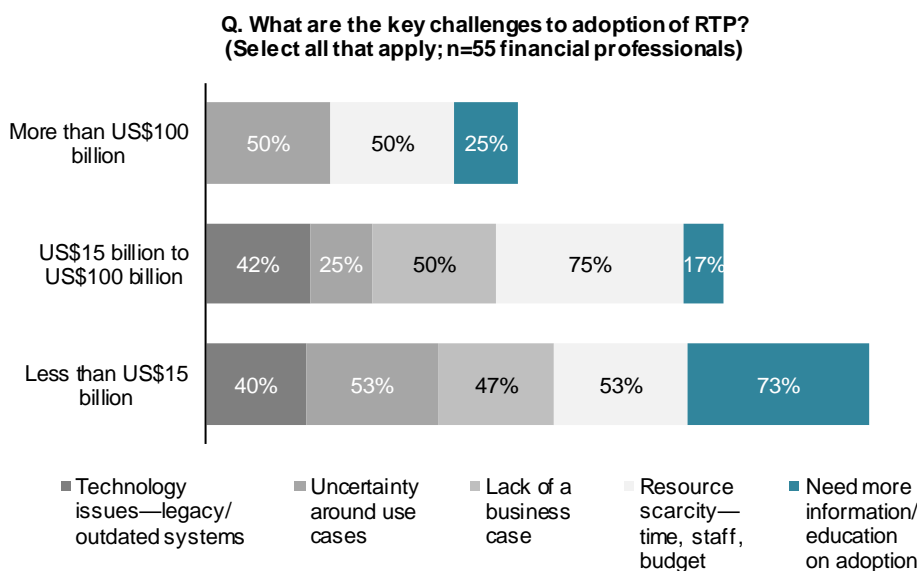 Q. What are the key challenges to adoption of RTP?
(Select all that apply; n=55 financial professionals)
More than US$100
billion
50%
50%
25%
US$15 billion to
US$100 billion
42%
25%
50%
75%
17%
Less than US$15
billion
40%
53%
47%
53%
73%
Technology
issues—legacy/
outdated systems
Uncertainty
around use
cases
Lack of a
business
case
Resource
scarcity—
time, staff,
budget
Need more
information/
education
on adoption